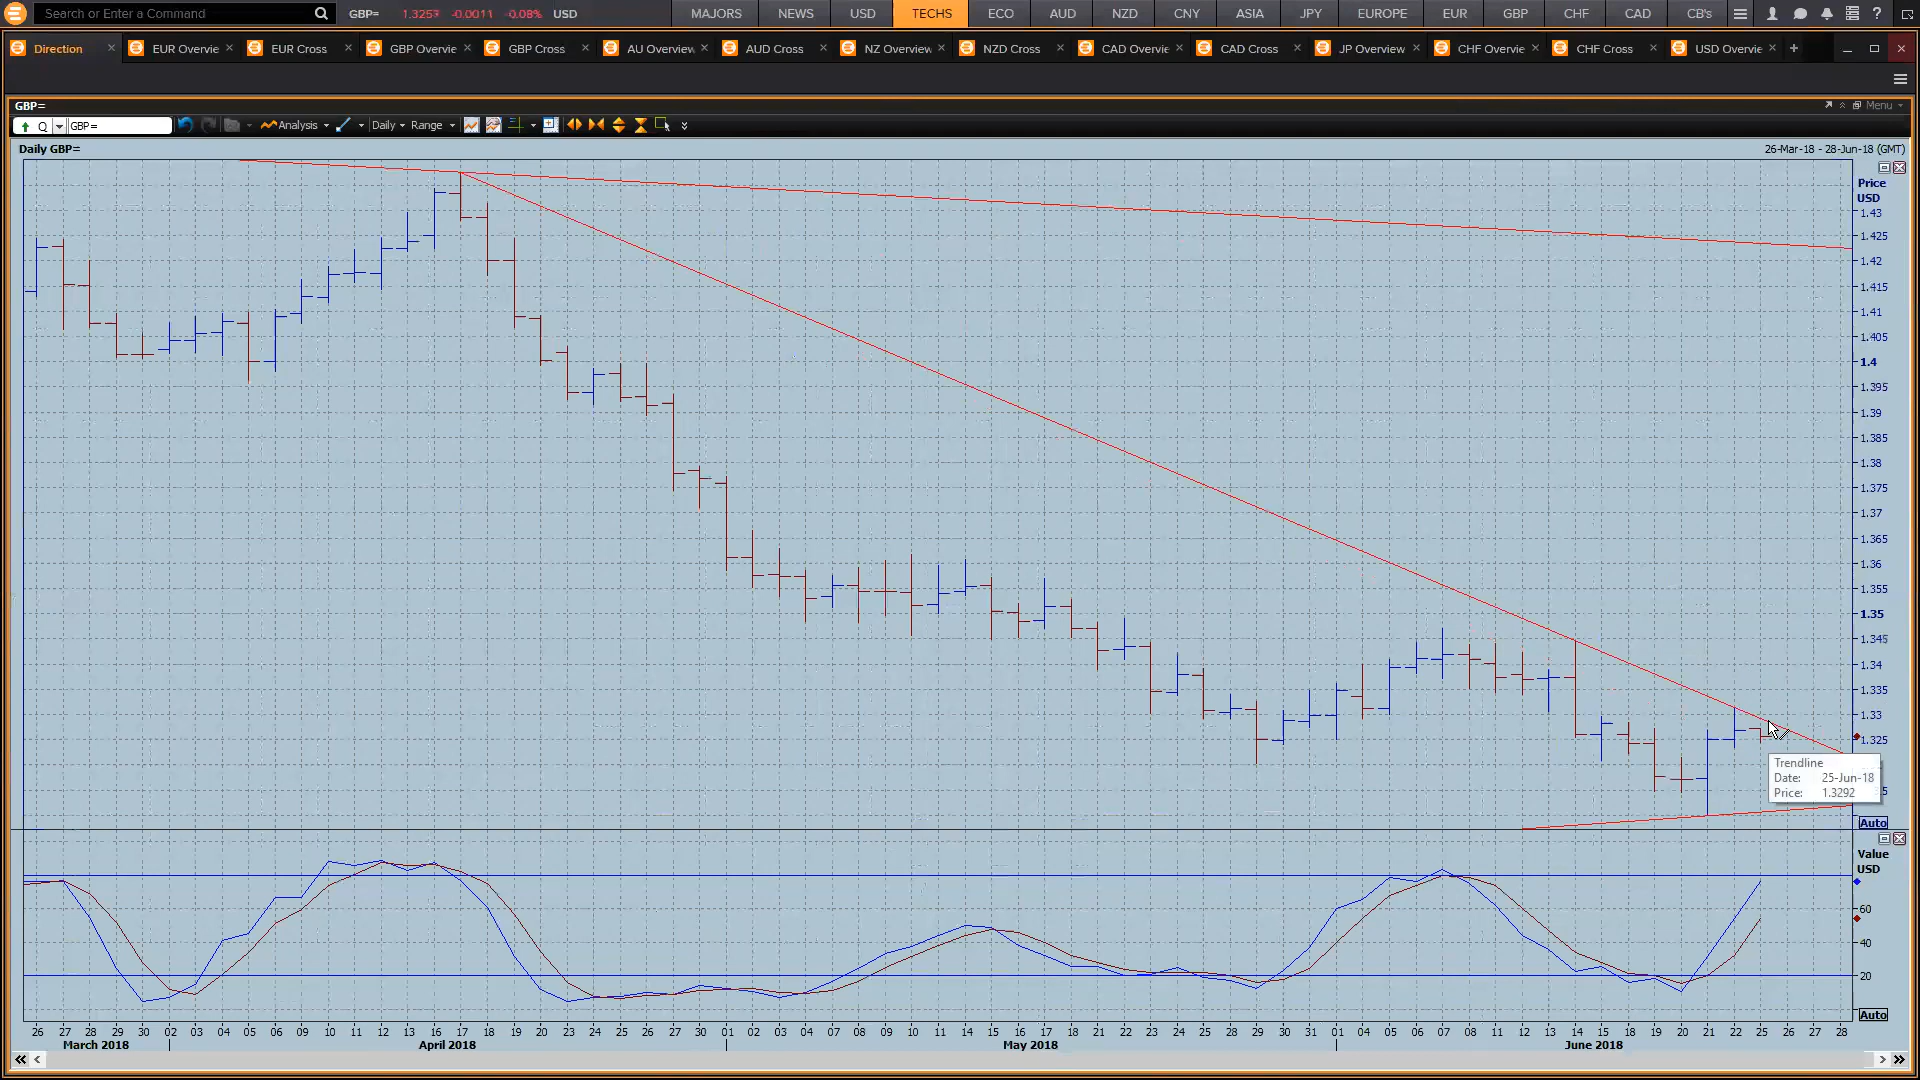 Search or Enter a Command GBP= 1.3257 -0.0011 -0.08% USD MAJORS NEWS USD TECHS ECO AUD NZD CNY ASIA JPY EUROPE EUR GBP CHF CAD CB's
Direction EUR Overvie EUR Cross GBP Overvie GBP Cross AU Overview AUD Cross NZ Overview NZD Cross CAD Overvie CAD Cross JP Overview CHF Overvie CHF Cross USD Overvie
GBP= Menu
Q GBP= Analysis Daily Range
Daily GBP= 26-Mar-18 - 28-Jun-18 (GMT)
Price
USD
1.43
1.425
1.42
1.415
1.41
1.405
1.4
1.395
1.39
1.385
1.38
1.375
1.37
1.365
1.36
1.355
1.35
1.345
1.34
1.335
1.33
1.325
Trendline
Date: 25-Jun-18
Price: 1.3292
5
Auto
Value
USD
60
40
20
Auto
26 27 28 29 30 02 03 04 05 06 09 10 11 12 13 16 17 18 19 20 23 24 25 26 27 30 01 02 03 04 07 08 09 10 11 14 15 16 17 18 21 22 23 24 25 28 29 30 31 01 04 05 06 07 08 11 12 13 14 15 18 19 20 21 22 25 26 27 28
March 2018 April 2018 May 2018 June 2018